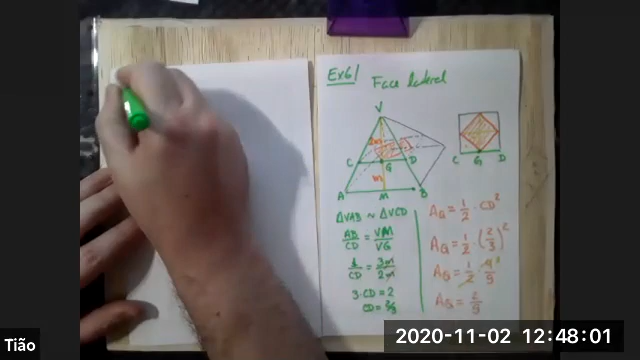 Ex6/ Face lateral
V
2m
C G D
m
A M B
C G D
ΔVAB ~ ΔVCD
AB/CD = VM/VG
1/CD = 3m/2m
3·CD = 2
CD = 2/3
AQ = 1/2 · CD²
AQ = 1/2 · (2/3)²
AQ = 1/2 · 4/9
AQ = 2/9
Tião
2020-11-02 12:48:01